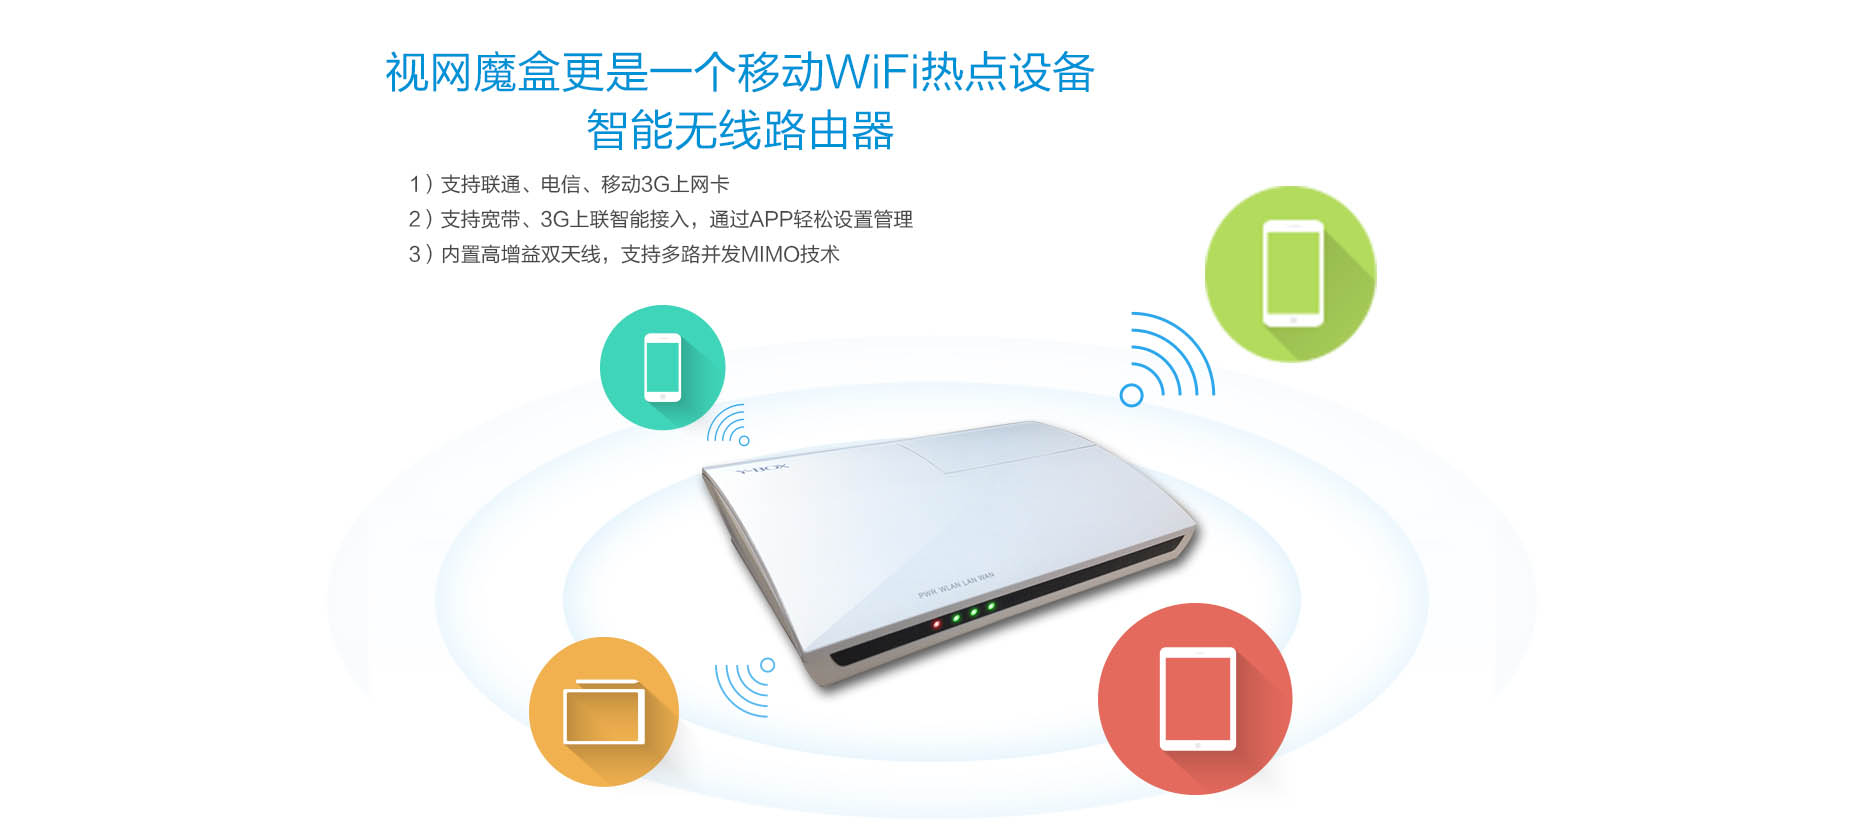 视网魔盒更是一个移动WiFi热点设备
智能无线路由器
1）支持联通、电信、移动3G上网卡
2）支持宽带、3G上联智能接入，通过APP轻松设置管理
3）内置高增益双天线，支持多路并发MIMO技术
Y-BOX
PWR WLAN LAN WAN